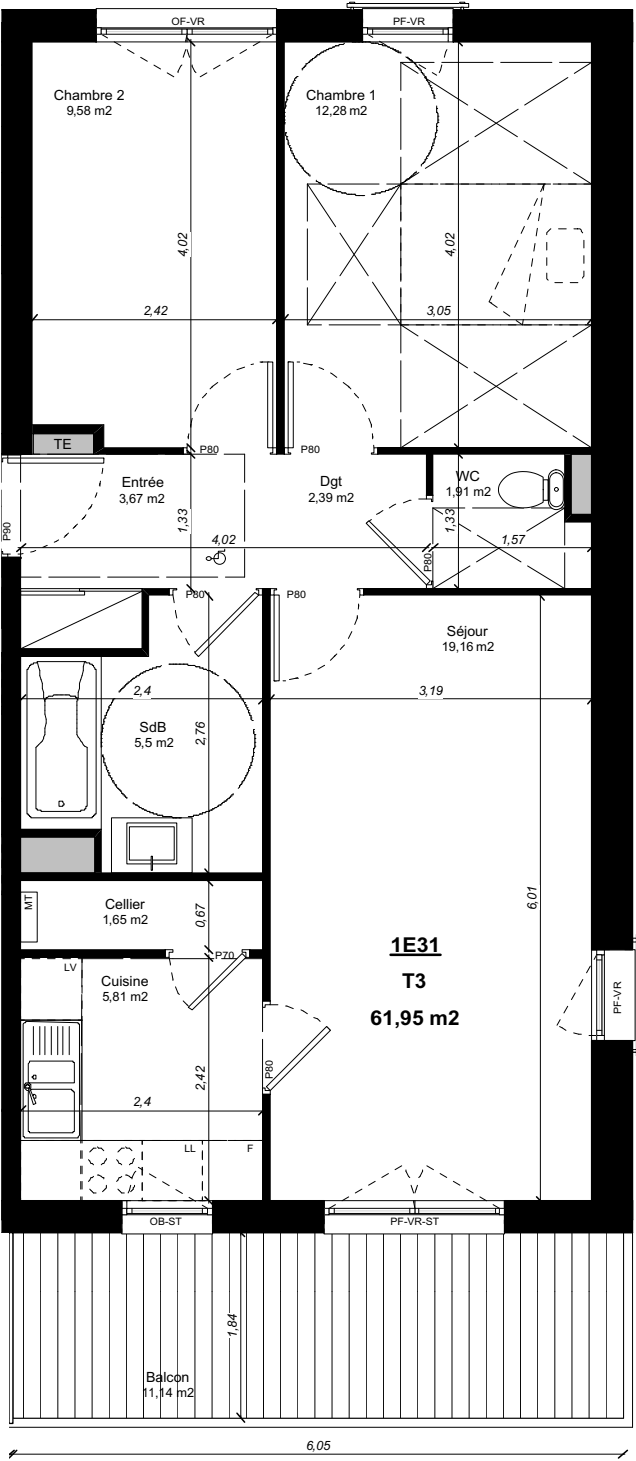 OF-VR
PF-VR
Chambre 2
9,58 m2
Chambre 1
12,28 m2
4,02
4,02
2,42
3,05
TE
P80
P80
Entrée
3,67 m2
Dgt
2,39 m2
WC
1,91 m2
P90
1,33
1,33
4,02
1,57
P80
P80
P80
Séjour
19,16 m2
2,4
3,19
SdB
5,5 m2
2,76
6,01
MT
Cellier
1,65 m2
0,67
1E31
T3
61,95 m2
P70
LV
Cuisine
5,81 m2
PF-VR
2,42
P80
2,4
LL
F
OB-ST
PF-VR-ST
1,84
Balcon
11,14 m2
6,05